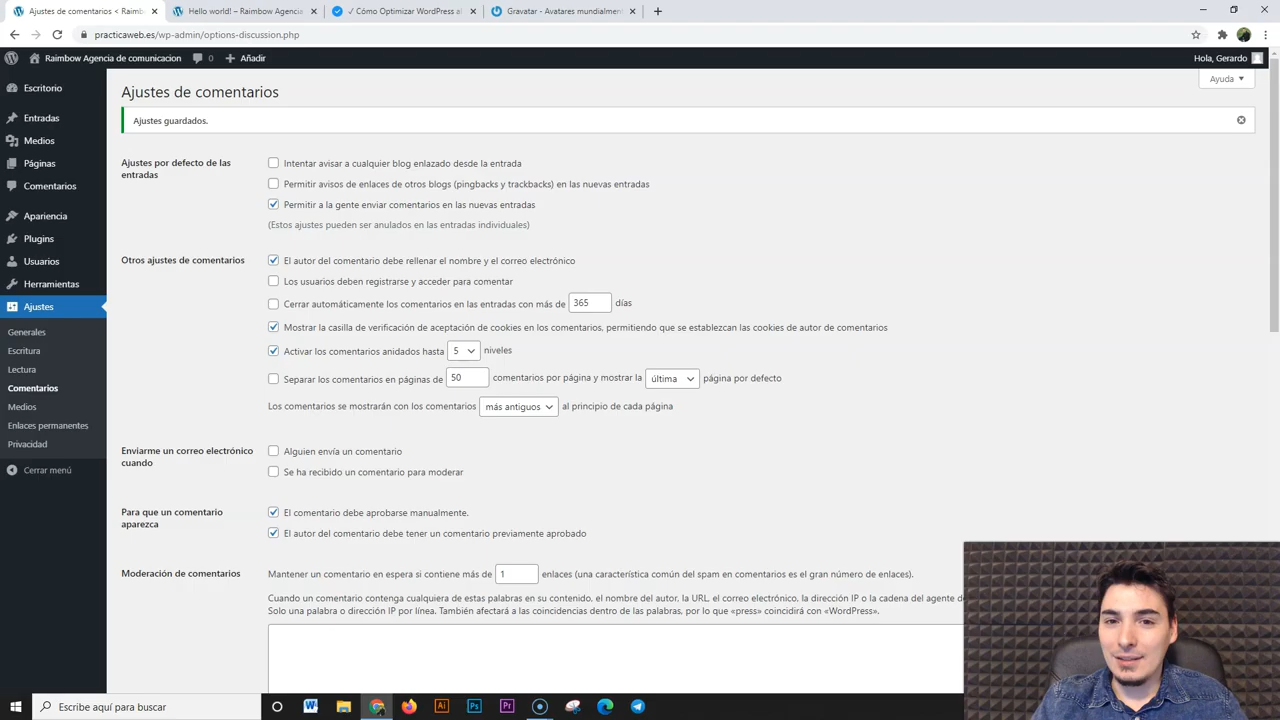 Ajustes de comentarios < Raimb
Hello world! – Raimbow Agencia
✓ Cómo Optimizar WordPress al
Gravatar - Avatares mundialmen
practicaweb.es/wp-admin/options-discussion.php
Raimbow Agencia de comunicacion
0
Añadir
Hola, Gerardo
Escritorio
Entradas
Medios
Páginas
Comentarios
Apariencia
Plugins
Usuarios
Herramientas
Ajustes
Generales
Escritura
Lectura
Comentarios
Medios
Enlaces permanentes
Privacidad
Cerrar menú
Ayuda
Ajustes de comentarios
Ajustes guardados.
Ajustes por defecto de las
entradas
Intentar avisar a cualquier blog enlazado desde la entrada
Permitir avisos de enlaces de otros blogs (pingbacks y trackbacks) en las nuevas entradas
Permitir a la gente enviar comentarios en las nuevas entradas
(Estos ajustes pueden ser anulados en las entradas individuales)
Otros ajustes de comentarios
El autor del comentario debe rellenar el nombre y el correo electrónico
Los usuarios deben registrarse y acceder para comentar
Cerrar automáticamente los comentarios en las entradas con más de 365 días
Mostrar la casilla de verificación de aceptación de cookies en los comentarios, permitiendo que se establezcan las cookies de autor de comentarios
Activar los comentarios anidados hasta 5 niveles
Separar los comentarios en páginas de 50 comentarios por página y mostrar la última página por defecto
Los comentarios se mostrarán con los comentarios más antiguos al principio de cada página
Enviarme un correo electrónico
cuando
Alguien envía un comentario
Se ha recibido un comentario para moderar
Para que un comentario
aparezca
El comentario debe aprobarse manualmente.
El autor del comentario debe tener un comentario previamente aprobado
Moderación de comentarios
Mantener un comentario en espera si contiene más de 1 enlaces (una característica común del spam en comentarios es el gran número de enlaces).
Cuando un comentario contenga cualquiera de estas palabras en su contenido, el nombre del autor, la URL, el correo electrónico, la dirección IP o la cadena del agente de
Solo una palabra o dirección IP por línea. También afectará a las coincidencias dentro de las palabras, por lo que «press» coincidirá con «WordPress».
Escribe aquí para buscar
W
Ai
Ps
Pr